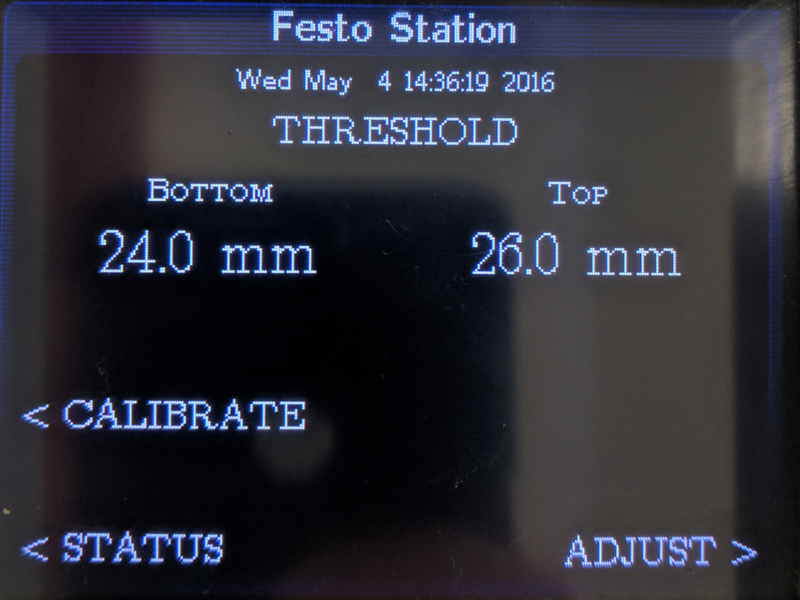 Festo Station
Wed May 4 14:36:19 2016
THRESHOLD
BOTTOM TOP
24.0 mm 26.0 mm
< CALIBRATE
< STATUS ADJUST >